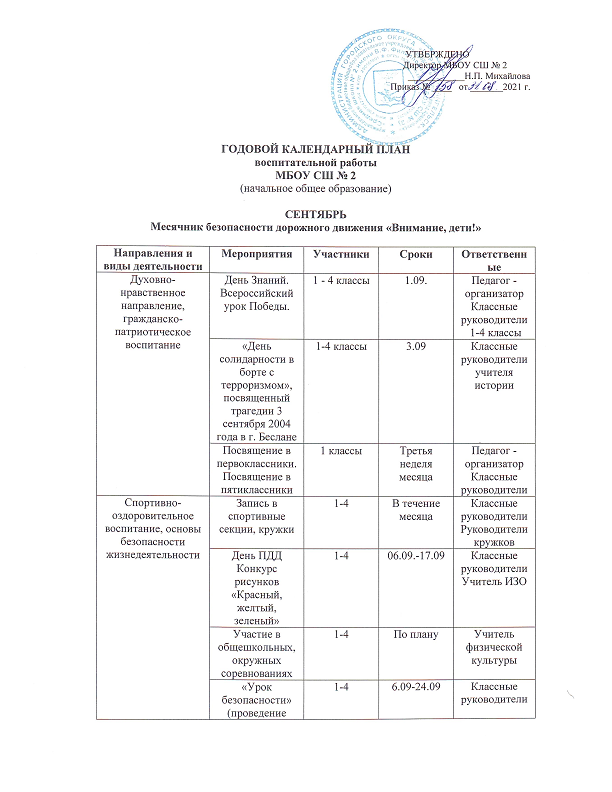 УТВЕРЖДЕНО
Директор МБОУ СШ № 2
Н.П. Михайлова
Приказ № 198 от 31.08 2021 г.
ГОДОВОЙ КАЛЕНДАРНЫЙ ПЛАН
воспитательной работы
МБОУ СШ № 2
(начальное общее образование)
СЕНТЯБРЬ
Месячник безопасности дорожного движения «Внимание, дети!»
Направления и
виды деятельности
Мероприятия
Участники
Сроки
Ответственн
ые
Духовно-
нравственное
направление,
гражданско-
патриотическое
воспитание
День Знаний.
Всероссийский
урок Победы.
1 - 4 классы
1.09.
Педагог -
организатор
Классные
руководители
1-4 классы
«День
солидарности в
борте с
терроризмом»,
посвященный
трагедии 3
сентября 2004
года в г. Беслане
1-4 классы
3.09
Классные
руководители
учителя
истории
Посвящение в
первоклассники.
Посвящение в
пятиклассники
1 классы
Третья
неделя
месяца
Педагог -
организатор
Классные
руководители
Спортивно-
оздоровительное
воспитание, основы
безопасности
жизнедеятельности
Запись в
спортивные
секции, кружки
1-4
В течение
месяца
Классные
руководители
Руководители
кружков
День ПДД
Конкурс
рисунков
«Красный,
желтый,
зеленый»
1-4
06.09.-17.09
Классные
руководители
Учитель ИЗО
Участие в
общешкольных,
окружных
соревнованиях
1-4
По плану
Учитель
физической
культуры
«Урок
безопасности»
(проведение
1-4
6.09-24.09
Классные
руководители